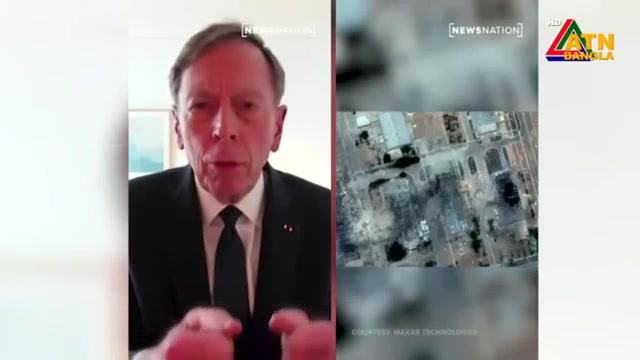 [NEWSNATION
[NEWSNATION]
HD
ATN
BANGLA
COURTESY: MAXAR TECHNOLOGIES